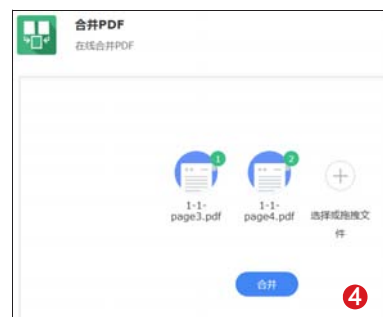 合并PDF
在线合并PDF
1
2
1-1-
page3.pdf
1-1-
page4.pdf
选择或拖拽文
件
合并
4